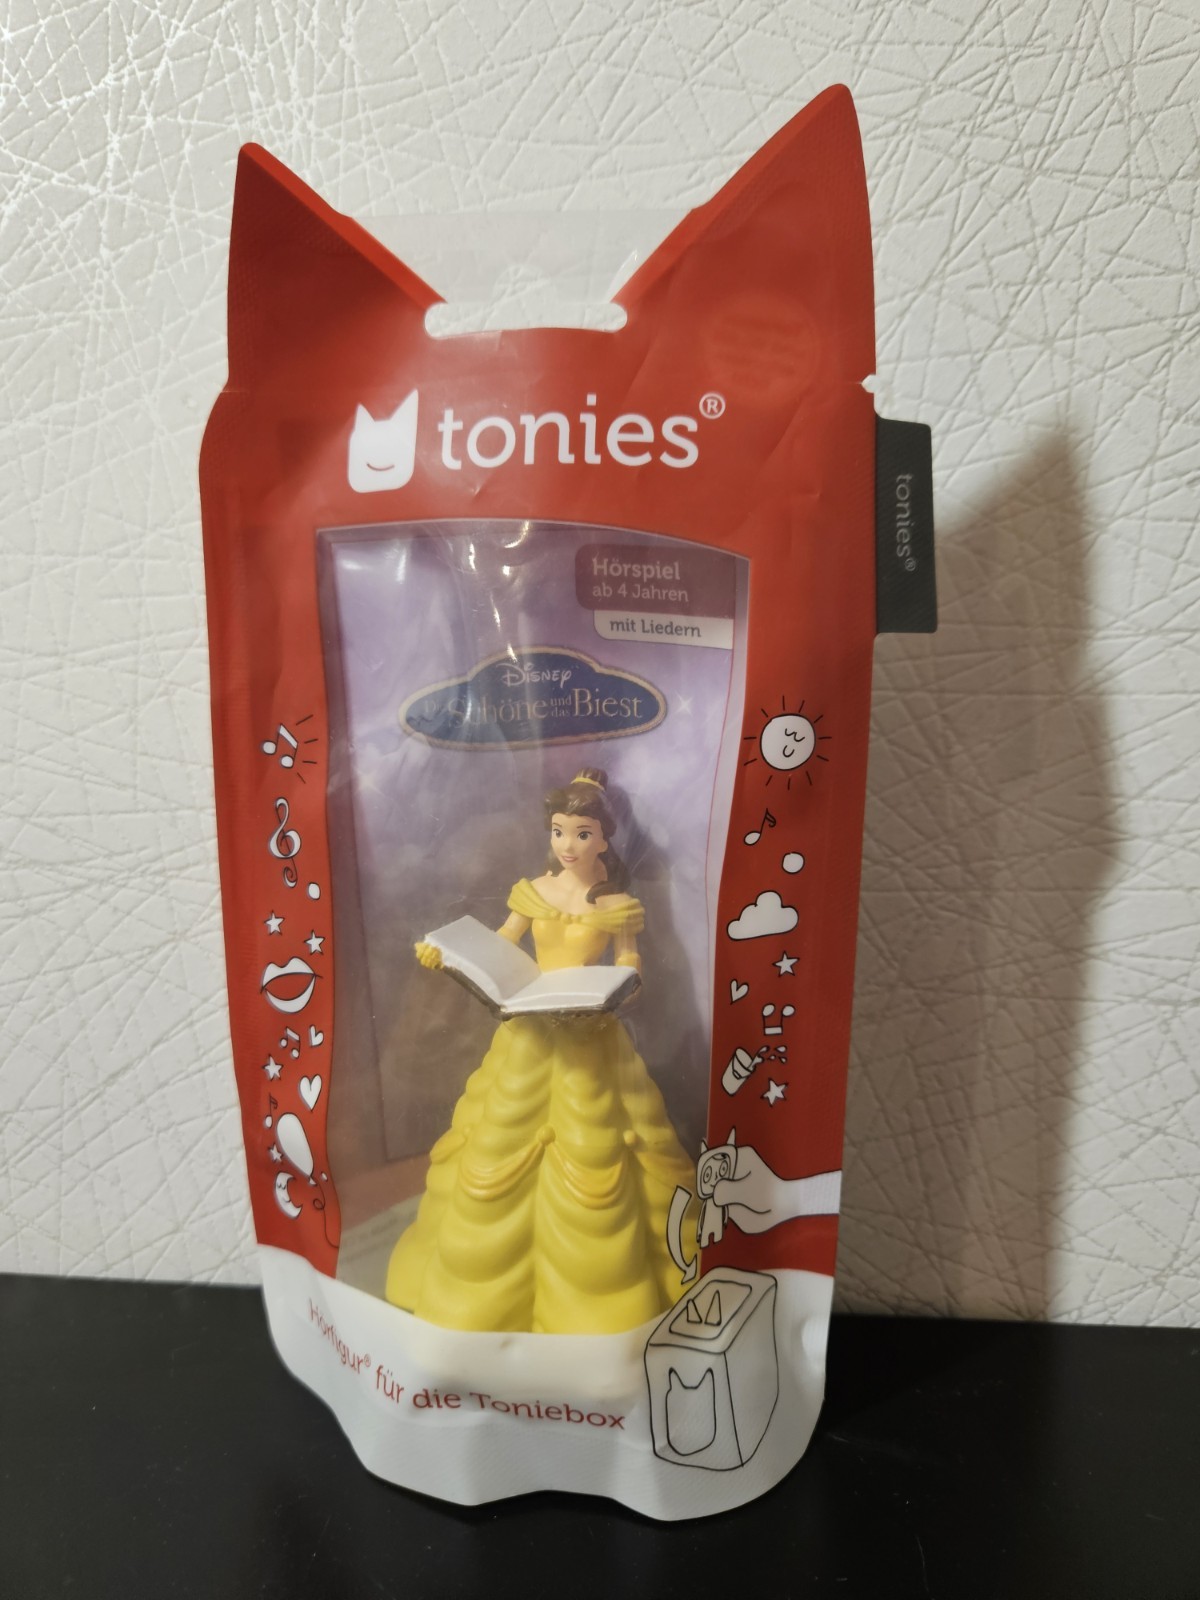 tonies®
tonies®
Hörspiel
ab 4 Jahren
mit Liedern
Disney
Die Schöne und das Biest
Hörfigur® für die Toniebox